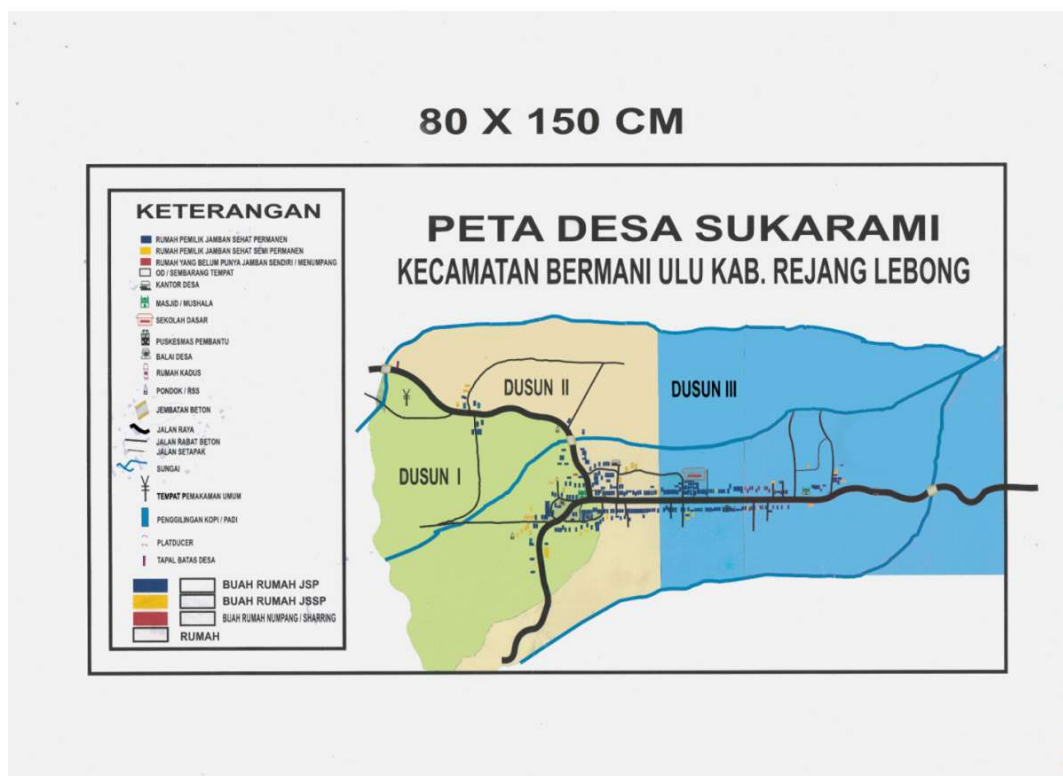 80 X 150 CM
KETERANGAN
RUMAH PEMILIK JAMBAN SEHAT PERMANEN
RUMAH PEMILIK JAMBAN SEHAT SEMI PERMANEN
RUMAH YANG BELUM PUNYA JAMBAN SENDIRI / MENUMPANG
OD / SEMBARANG TEMPAT
KANTOR DESA
MASJID / MUSHALA
SEKOLAH DASAR
PUSKESMAS PEMBANTU
BALAI DESA
RUMAH KADUS
PONDOK / RSS
JEMBATAN BETON
JALAN RAYA
JALAN RABAT BETON
JALAN SETAPAK
SUNGAI
TEMPAT PEMAKAMAN UMUM
PENGGILINGAN KOPI / PADI
PLATDUCER
TAPAL BATAS DESA
BUAH RUMAH JSP
BUAH RUMAH JSSP
BUAH RUMAH NUMPANG / SHARRING
RUMAH
PETA DESA SUKARAMI
KECAMATAN BERMANI ULU KAB. REJANG LEBONG
DUSUN II
DUSUN III
DUSUN I